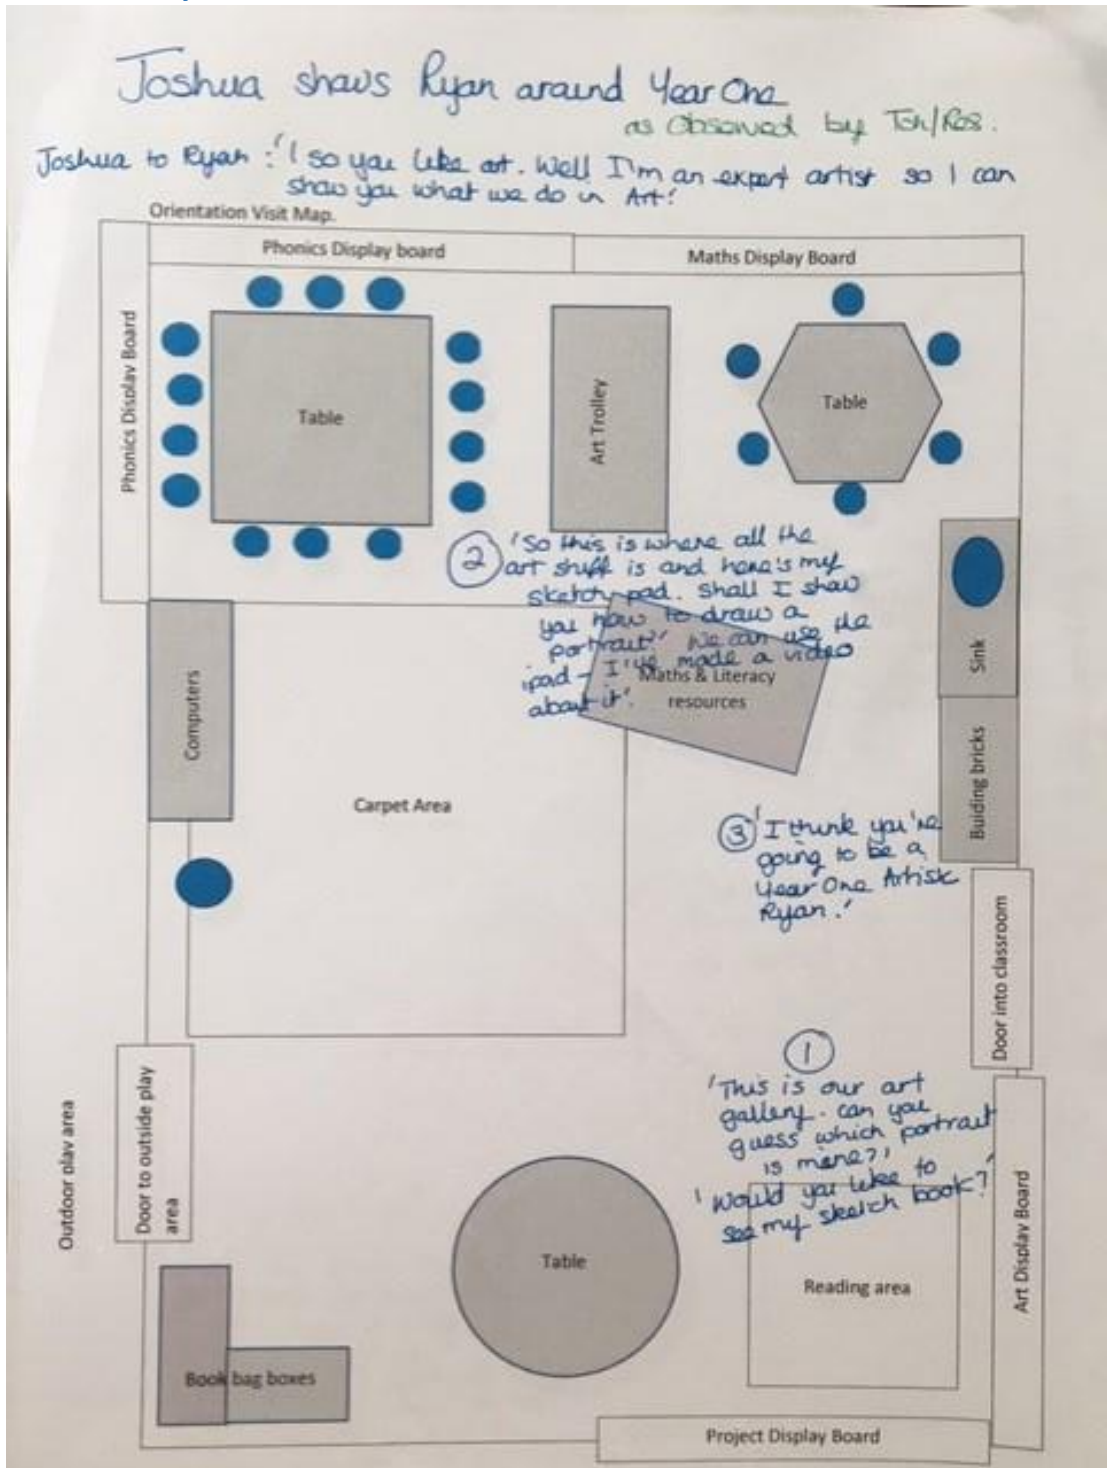 Joshua shows Ryan around Year One
as Observed by Tch/Res.
Joshua to Ryan : 'I so you like art. Well I'm an expert artist so I can
show you what we do in Art!'
Orientation Visit Map.
Phonics Display board
Maths Display Board
Phonics Display Board
Table
Art Trolley
Table
② 'So this is where all the
art stuff is and here's my
sketch pad. Shall I show
you how to draw a
portrait? We can use the
ipad - I've made a video
about it'.
Maths & Literacy
resources
Sink
Computers
Carpet Area
Buiding bricks
③ 'I think you're
going to be a
Year One Artist
Ryan.'
Door into classroom
①
'This is our art
gallery. Can you
guess which portrait
is mine?'
'Would you like to
see my sketch book?'
Outdoor play area
Door to outside play
area
Table
Reading area
Art Display Board
Book bag boxes
Project Display Board